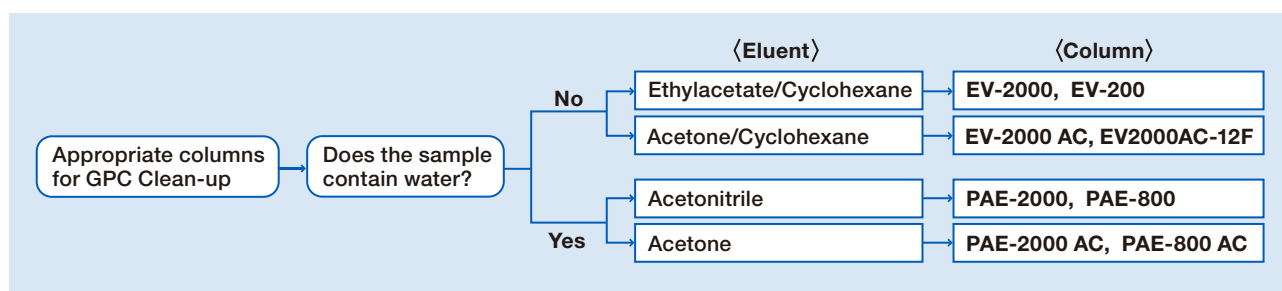 〈Eluent〉 〈Column〉
No
Ethylacetate/Cyclohexane
EV-2000, EV-200
Acetone/Cyclohexane
EV-2000 AC, EV2000AC-12F
Appropriate columns
for GPC Clean-up
Does the sample
contain water?
Acetonitrile
PAE-2000, PAE-800
Yes
Acetone
PAE-2000 AC, PAE-800 AC